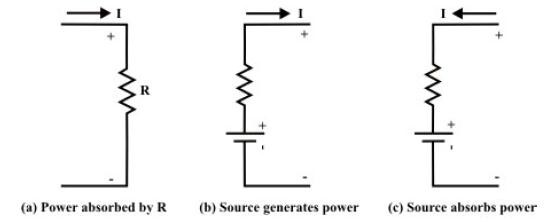 I
I
I
+
+
+
R
+
-
+
-
-
-
-
(a) Power absorbed by R
(b) Source generates power
(c) Source absorbs power